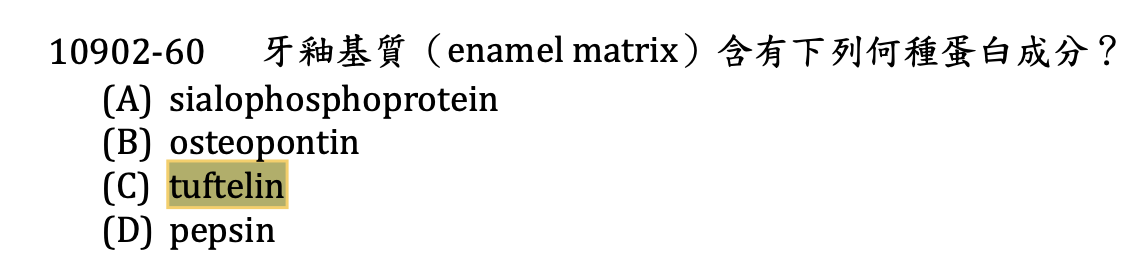 10902-60 牙釉基質（enamel matrix）含有下列何種蛋白成分？
(A) sialophosphoprotein
(B) osteopontin
(C) tuftelin
(D) pepsin